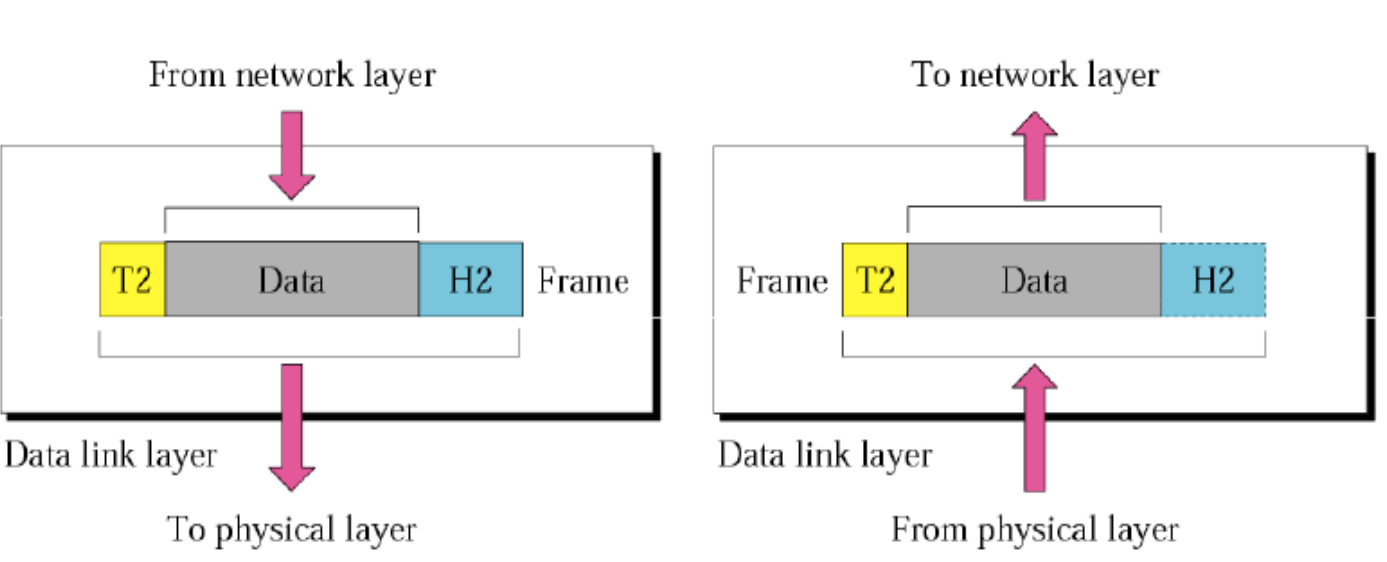 From network layer
T2 Data H2 Frame
Data link layer
To physical layer
To network layer
Frame T2 Data H2
Data link layer
From physical layer